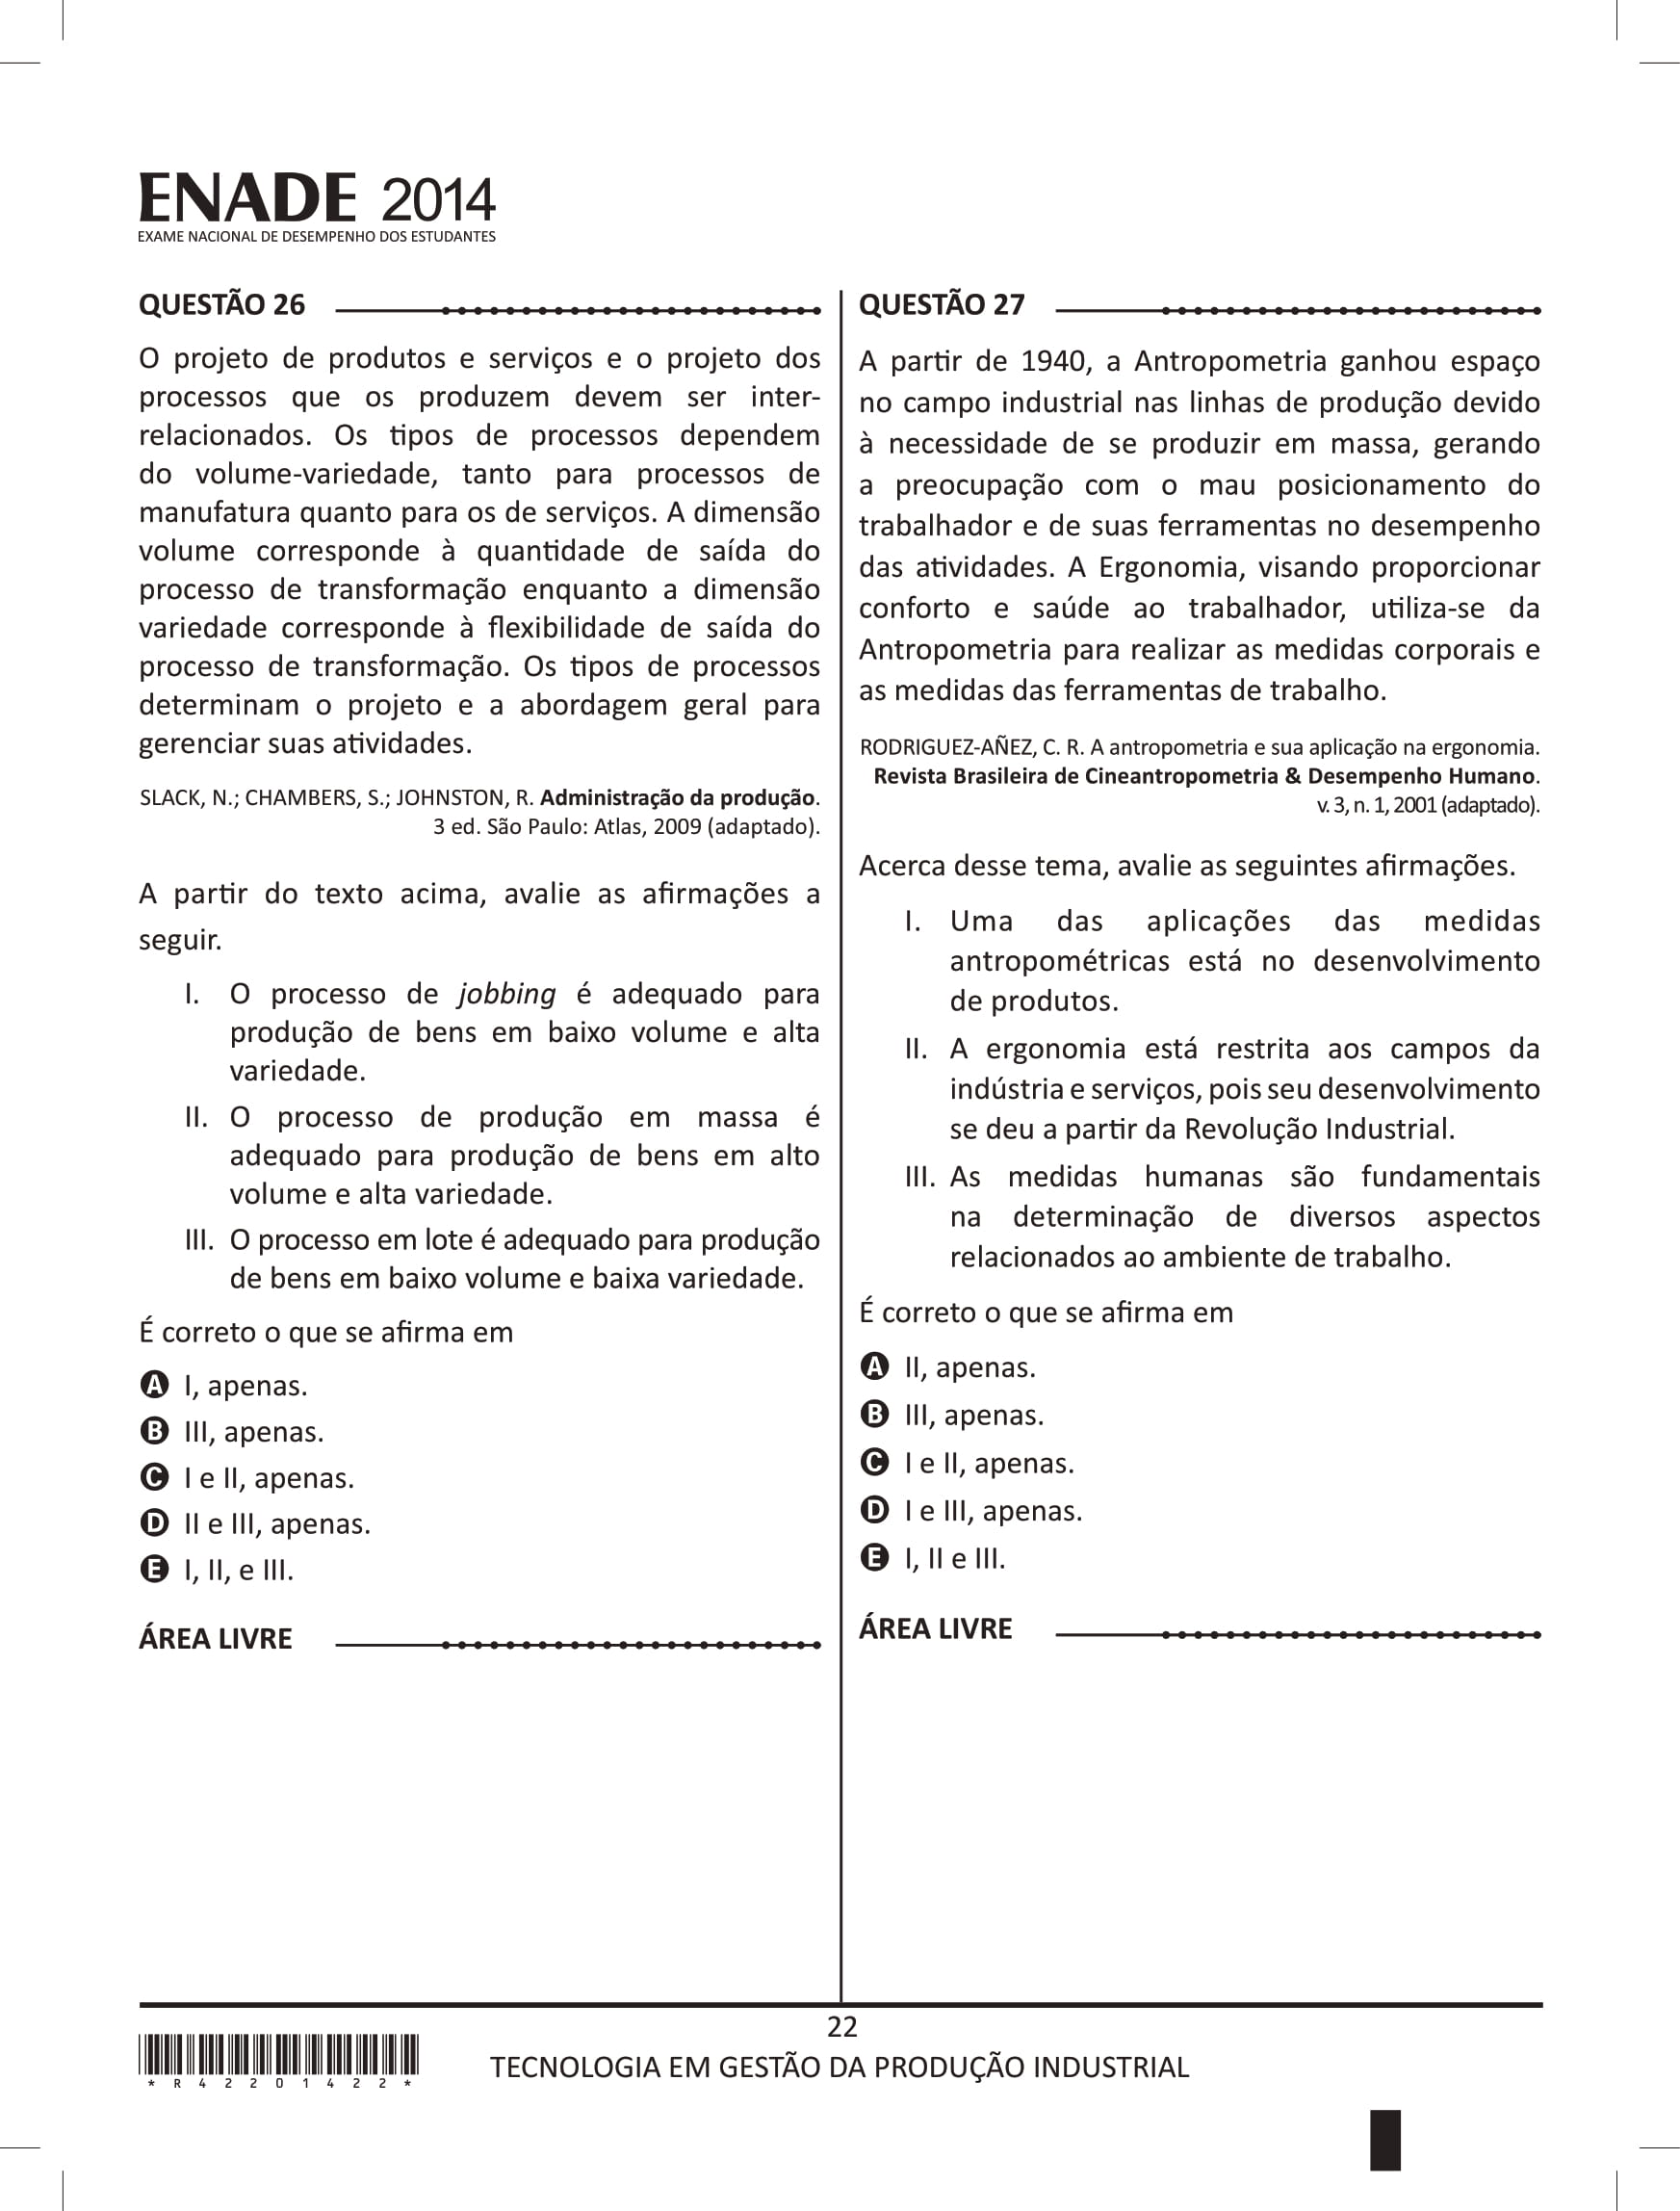 ENADE 2014
EXAME NACIONAL DE DESEMPENHO DOS ESTUDANTES
QUESTÃO 26
O projeto de produtos e serviços e o projeto dos
processos que os produzem devem ser inter-
relacionados. Os tipos de processos dependem
do volume-variedade, tanto para processos de
manufatura quanto para os de serviços. A dimensão
volume corresponde à quantidade de saída do
processo de transformação enquanto a dimensão
variedade corresponde à flexibilidade de saída do
processo de transformação. Os tipos de processos
determinam o projeto e a abordagem geral para
gerenciar suas atividades.
SLACK, N.; CHAMBERS, S.; JOHNSTON, R. Administração da produção.
3 ed. São Paulo: Atlas, 2009 (adaptado).
A partir do texto acima, avalie as afirmações a
seguir.
I. O processo de jobbing é adequado para
produção de bens em baixo volume e alta
variedade.
II. O processo de produção em massa é
adequado para produção de bens em alto
volume e alta variedade.
III. O processo em lote é adequado para produção
de bens em baixo volume e baixa variedade.
É correto o que se afirma em
A I, apenas.
B III, apenas.
C I e II, apenas.
D II e III, apenas.
E I, II, e III.
ÁREA LIVRE
QUESTÃO 27
A partir de 1940, a Antropometria ganhou espaço
no campo industrial nas linhas de produção devido
à necessidade de se produzir em massa, gerando
a preocupação com o mau posicionamento do
trabalhador e de suas ferramentas no desempenho
das atividades. A Ergonomia, visando proporcionar
conforto e saúde ao trabalhador, utiliza-se da
Antropometria para realizar as medidas corporais e
as medidas das ferramentas de trabalho.
RODRIGUEZ-AÑEZ, C. R. A antropometria e sua aplicação na ergonomia.
Revista Brasileira de Cineantropometria & Desempenho Humano.
v. 3, n. 1, 2001 (adaptado).
Acerca desse tema, avalie as seguintes afirmações.
I. Uma das aplicações das medidas
antropométricas está no desenvolvimento
de produtos.
II. A ergonomia está restrita aos campos da
indústria e serviços, pois seu desenvolvimento
se deu a partir da Revolução Industrial.
III. As medidas humanas são fundamentais
na determinação de diversos aspectos
relacionados ao ambiente de trabalho.
É correto o que se afirma em
A II, apenas.
B III, apenas.
C I e II, apenas.
D I e III, apenas.
E I, II e III.
ÁREA LIVRE
22
TECNOLOGIA EM GESTÃO DA PRODUÇÃO INDUSTRIAL
* R 4 2 2 0 1 4 2 2 *